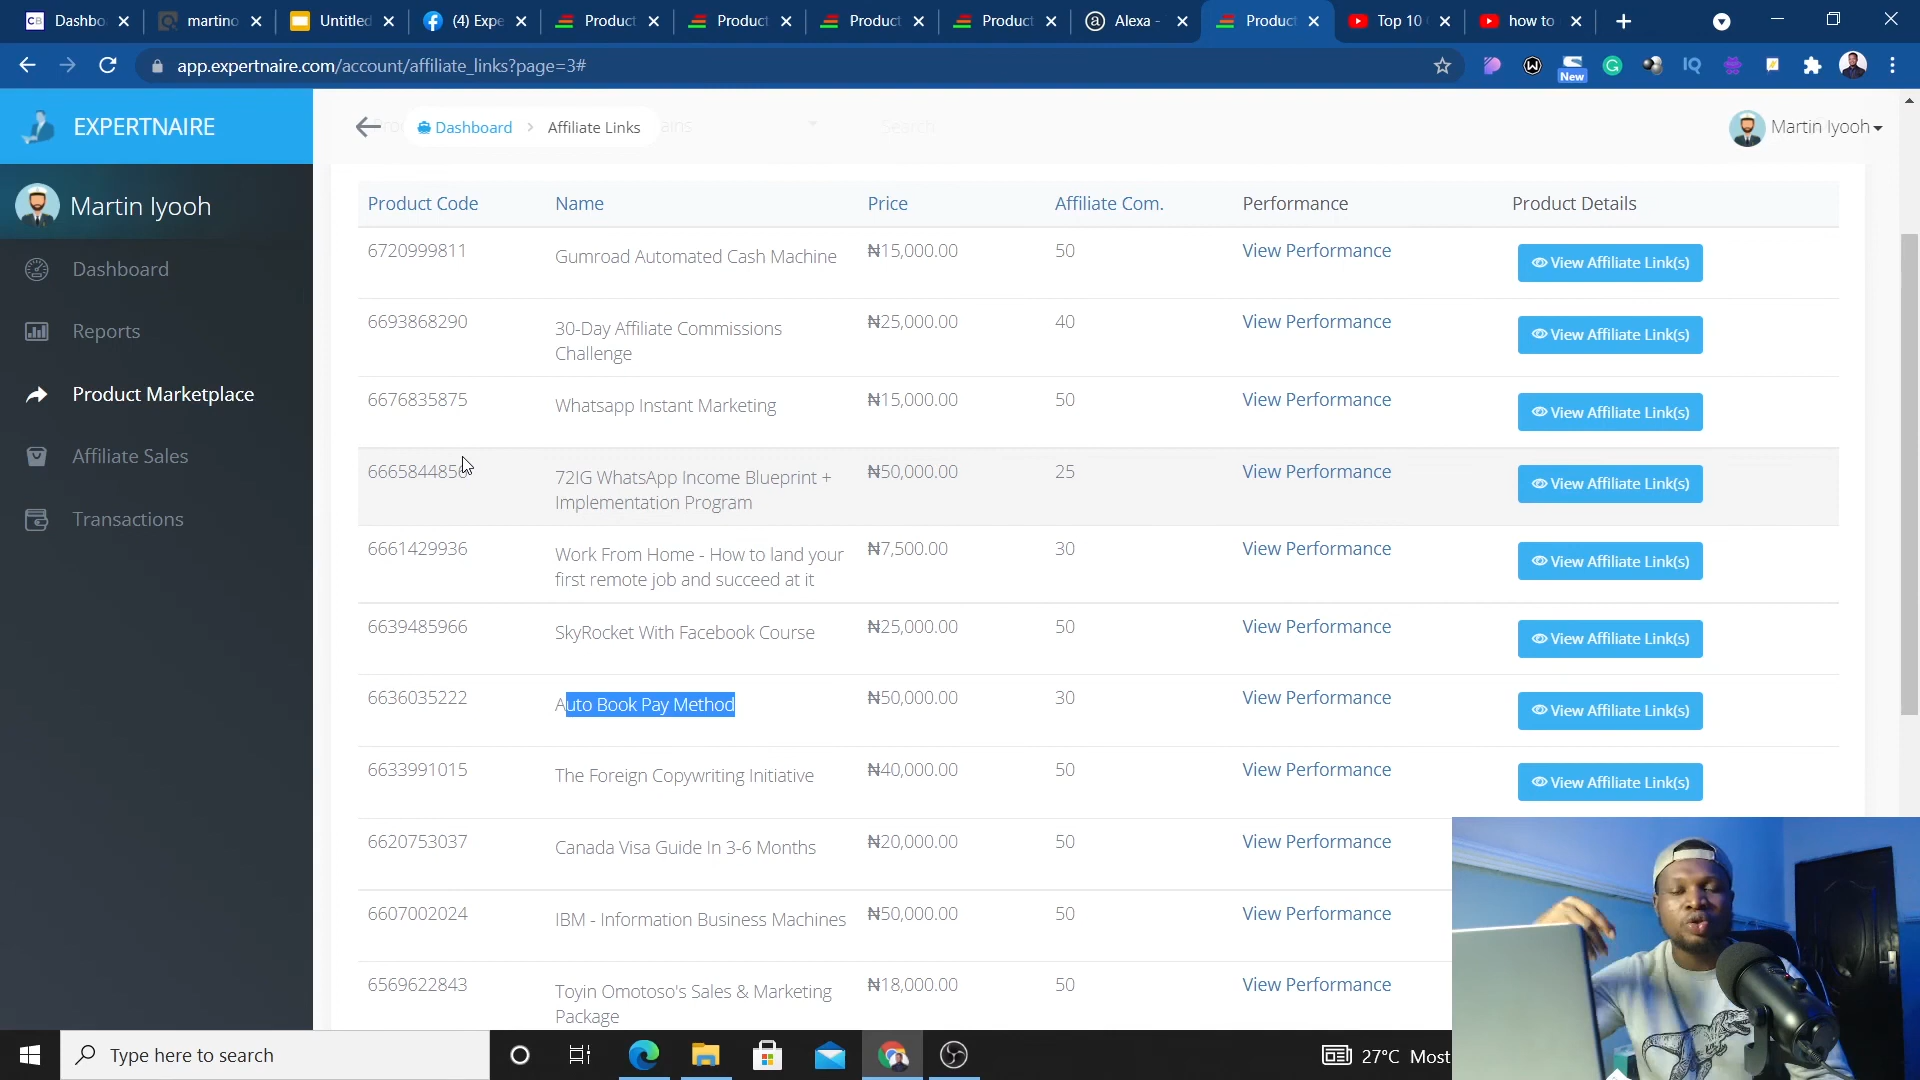 Dashbo
martino
Untitled
(4) Expe
Product
Product
Product
Product
Alexa -
Product
Top 10
how to
app.expertnaire.com/account/affiliate_links?page=3#
New
EXPERTNAIRE
Dashboard > Affiliate Links
Search
Martin Iyooh
Martin Iyooh
Dashboard
Reports
Product Marketplace
Affiliate Sales
Transactions
Product Code Name Price Affiliate Com. Performance Product Details
6720999811 Gumroad Automated Cash Machine ₦15,000.00 50 View Performance View Affiliate Link(s)
6693868290 30-Day Affiliate Commissions ₦25,000.00 40 View Performance View Affiliate Link(s)
Challenge
6676835875 Whatsapp Instant Marketing ₦15,000.00 50 View Performance View Affiliate Link(s)
6665844856 72IG WhatsApp Income Blueprint + ₦50,000.00 25 View Performance View Affiliate Link(s)
Implementation Program
6661429936 Work From Home - How to land your ₦7,500.00 30 View Performance View Affiliate Link(s)
first remote job and succeed at it
6639485966 SkyRocket With Facebook Course ₦25,000.00 50 View Performance View Affiliate Link(s)
6636035222 Auto Book Pay Method ₦50,000.00 30 View Performance View Affiliate Link(s)
6633991015 The Foreign Copywriting Initiative ₦40,000.00 50 View Performance View Affiliate Link(s)
6620753037 Canada Visa Guide In 3-6 Months ₦20,000.00 50 View Performance
6607002024 IBM - Information Business Machines ₦50,000.00 50 View Performance
6569622843 Toyin Omotoso's Sales & Marketing ₦18,000.00 50 View Performance
Package
Type here to search
27°C Most